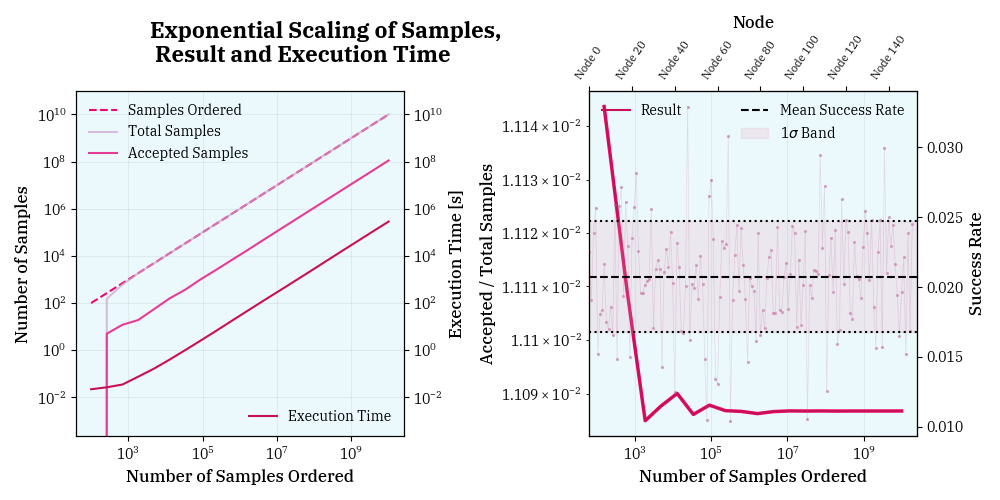 Exponential Scaling of Samples,
Result and Execution Time
Samples Ordered
Total Samples
Accepted Samples
Execution Time
10^10
10^8
10^6
10^4
10^2
10^0
10^-2
Number of Samples
10^10
10^8
10^6
10^4
10^2
10^0
10^-2
Execution Time [s]
10^3 10^5 10^7 10^9
Number of Samples Ordered
Node
Node 0 Node 20 Node 40 Node 60 Node 80 Node 100 Node 120 Node 140
Result
Mean Success Rate
1σ Band
1.114 × 10^-2
1.113 × 10^-2
1.112 × 10^-2
1.111 × 10^-2
1.11 × 10^-2
1.109 × 10^-2
Accepted / Total Samples
0.030
0.025
0.020
0.015
0.010
Success Rate
10^3 10^5 10^7 10^9
Number of Samples Ordered